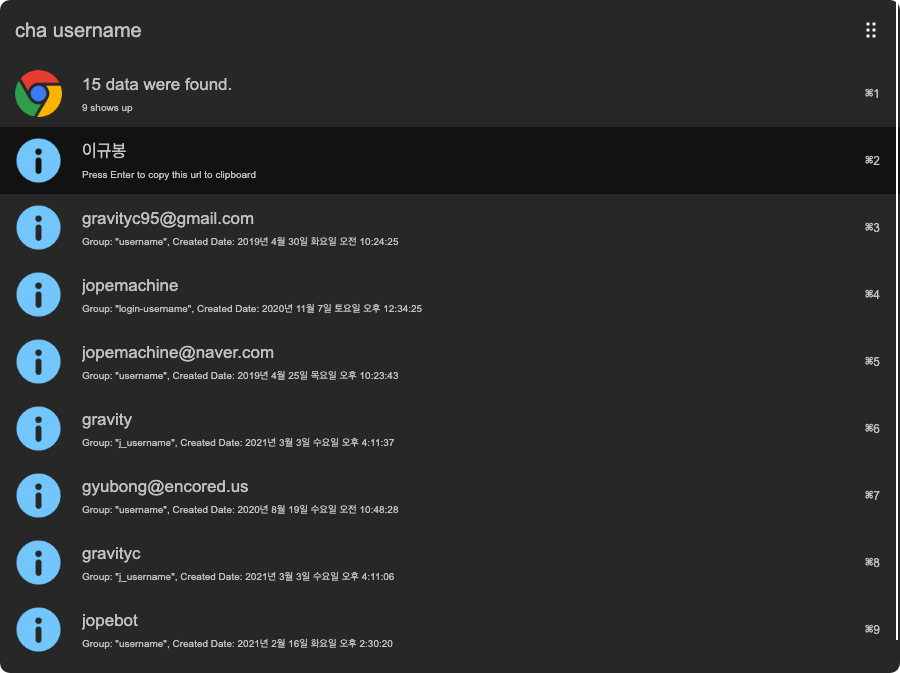 cha username
15 data were found.
9 shows up
⌘1
이규봉
Press Enter to copy this url to clipboard
⌘2
gravityc95@gmail.com
Group: "username", Created Date: 2019년 4월 30일 화요일 오전 10:24:25
⌘3
jopemachine
Group: "login-username", Created Date: 2020년 11월 7일 토요일 오후 12:34:25
⌘4
jopemachine@naver.com
Group: "username", Created Date: 2019년 4월 25일 목요일 오후 10:23:43
⌘5
gravity
Group: "j_username", Created Date: 2021년 3월 3일 수요일 오후 4:11:37
⌘6
gyubong@encored.us
Group: "username", Created Date: 2020년 8월 19일 수요일 오전 10:48:28
⌘7
gravityc
Group: "j_username", Created Date: 2021년 3월 3일 수요일 오후 4:11:06
⌘8
jopebot
Group: "username", Created Date: 2021년 2월 16일 화요일 오후 2:30:20
⌘9